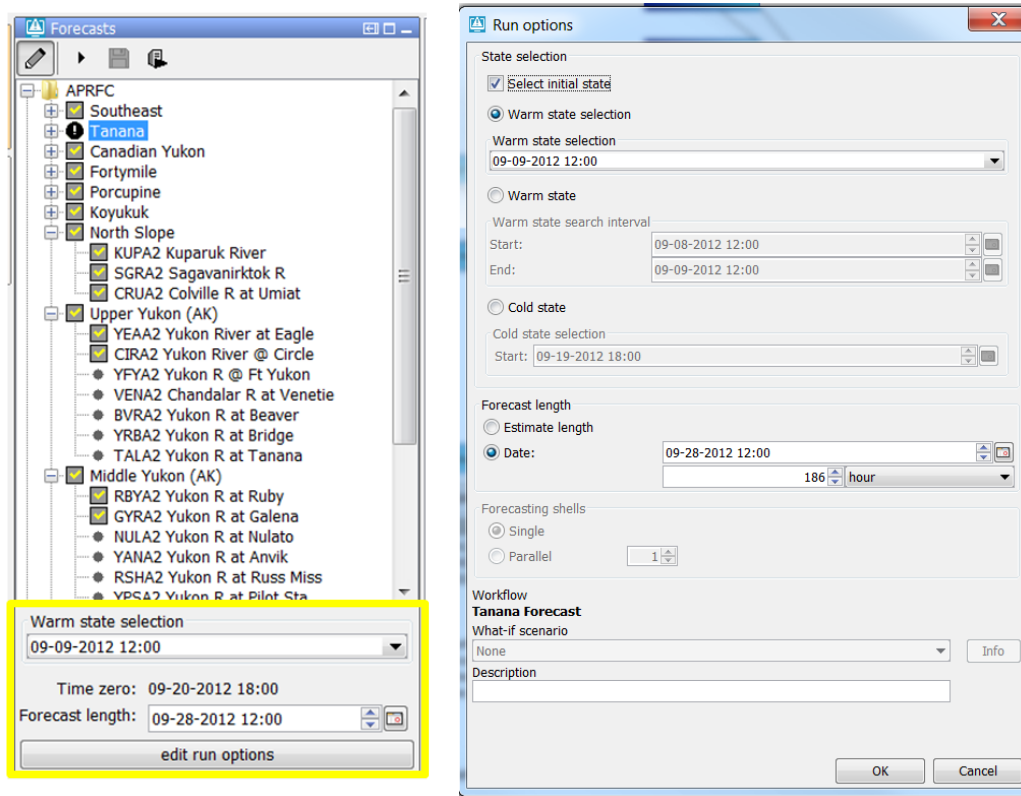 Forecasts
APRFC
Southeast
Tanana
Canadian Yukon
Fortymile
Porcupine
Koyukuk
North Slope
KUPA2 Kuparuk River
SGRA2 Sagavanirktok R
CRUA2 Colville R at Umiat
Upper Yukon (AK)
YEAA2 Yukon River at Eagle
CIRA2 Yukon River @ Circle
YFYA2 Yukon R @ Ft Yukon
VENA2 Chandalar R at Venetie
BVRA2 Yukon R at Beaver
YRBA2 Yukon R at Bridge
TALA2 Yukon R at Tanana
Middle Yukon (AK)
RBYA2 Yukon R at Ruby
GYRA2 Yukon R at Galena
NULA2 Yukon R at Nulato
YANA2 Yukon R at Anvik
RSHA2 Yukon R at Russ Miss
YPSA2 Yukon R at Pilot Sta
Warm state selection
09-09-2012 12:00
Time zero: 09-20-2012 18:00
Forecast length: 09-28-2012 12:00
edit run options
Run options
State selection
Select initial state
Warm state selection
Warm state selection
09-09-2012 12:00
Warm state
Warm state search interval
Start: 09-08-2012 12:00
End: 09-09-2012 12:00
Cold state
Cold state selection
Start: 09-19-2012 18:00
Forecast length
Estimate length
Date: 09-28-2012 12:00
186 hour
Forecasting shells
Single
Parallel 1
Workflow
Tanana Forecast
What-if scenario
None Info
Description
OK Cancel